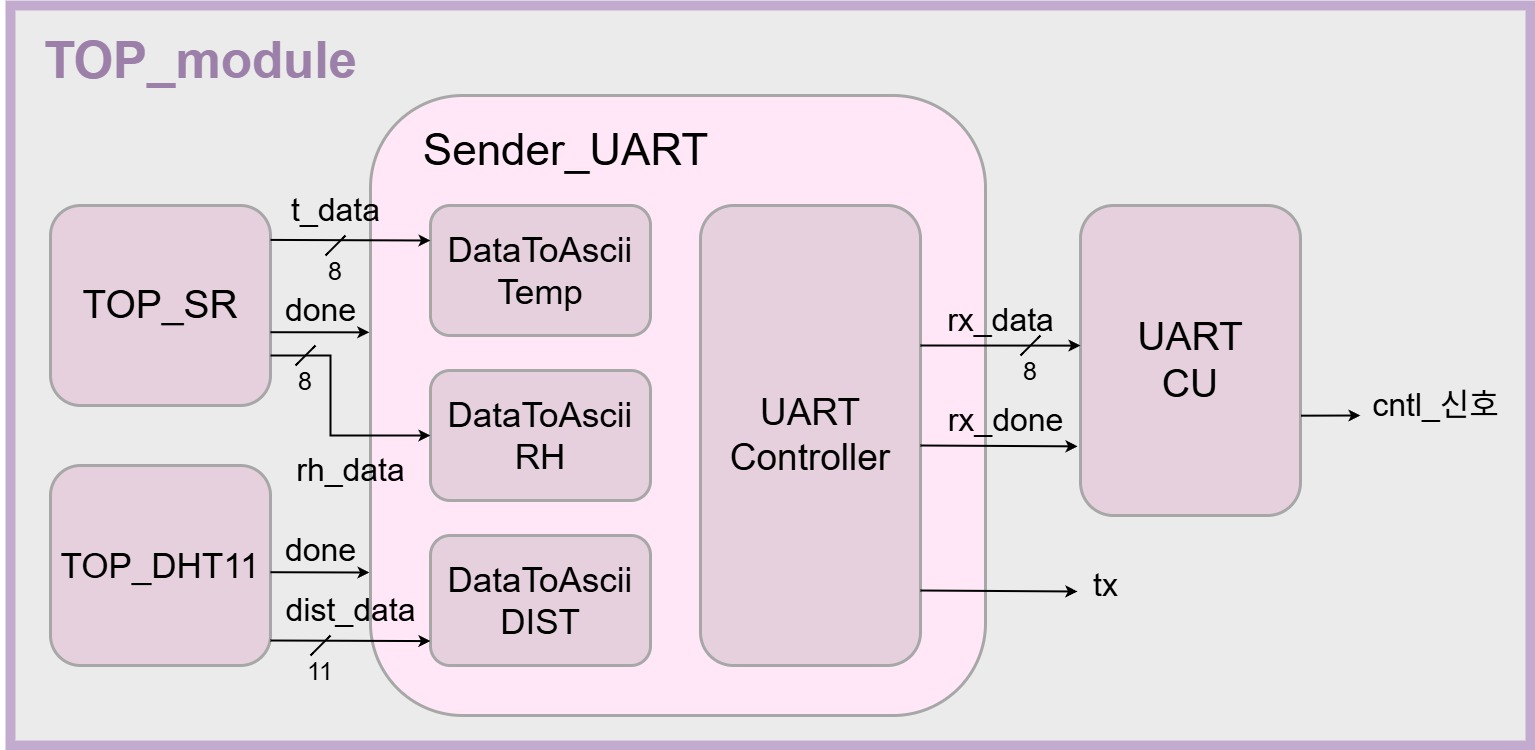 TOP_module
Sender_UART
TOP_SR
t_data
8
done
8
rh_data
TOP_DHT11
done
dist_data
11
DataToAscii
Temp
DataToAscii
RH
DataToAscii
DIST
UART
Controller
rx_data
8
rx_done
tx
UART
CU
cntl_신호